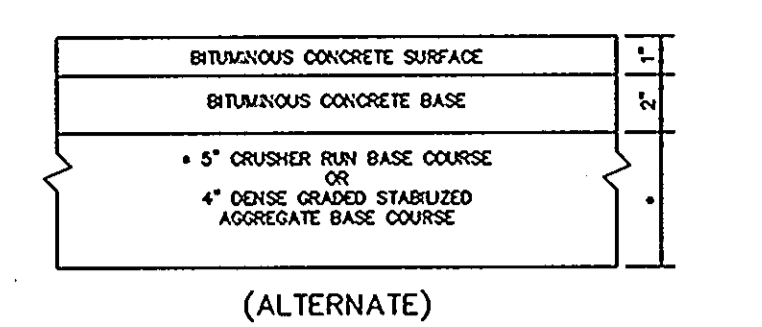 BITUMINOUS CONCRETE SURFACE
1"
BITUMINOUS CONCRETE BASE
2"
• 5" CRUSHER RUN BASE COURSE
OR
4" DENSE GRADED STABILIZED
AGGREGATE BASE COURSE
•
(ALTERNATE)